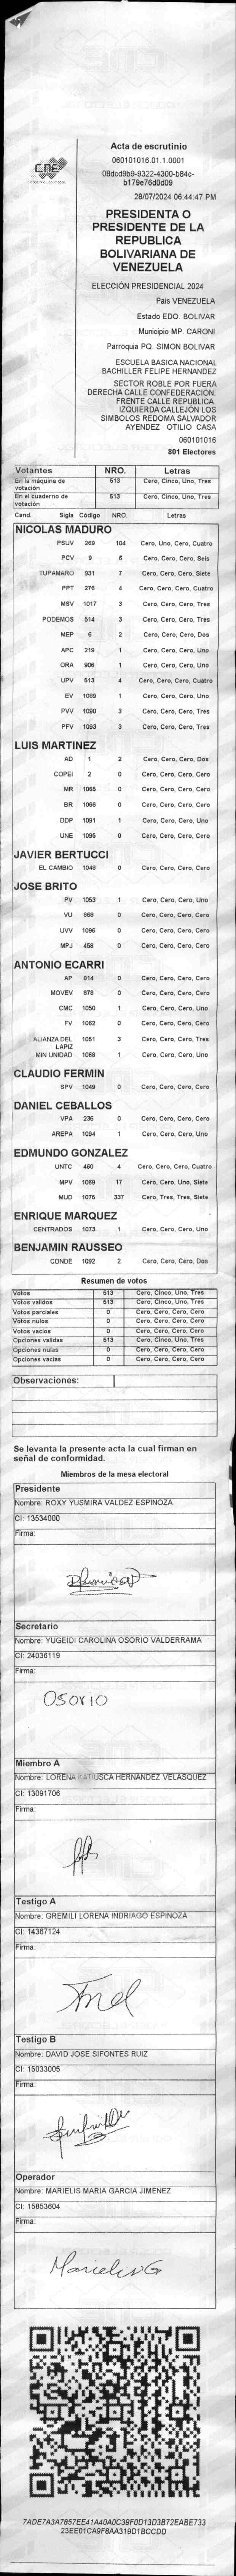 CNE
Acta de escrutinio
060101016.01.1.0001
08dcd9b9-9322-4300-b84c-
b179e76d0d09
28/07/2024 06:44:47 PM
PRESIDENTA O
PRESIDENTE DE LA
REPUBLICA
BOLIVARIANA DE
VENEZUELA
ELECCIÓN PRESIDENCIAL 2024
Pais VENEZUELA
Estado EDO. BOLIVAR
Municipio MP. CARONI
Parroquia PQ. SIMON BOLIVAR
ESCUELA BASICA NACIONAL
BACHILLER FELIPE HERNANDEZ
SECTOR ROBLE POR FUERA
DERECHA CALLE CONFEDERACION.
FRENTE CALLE REPUBLICA.
IZQUIERDA CALLEJON LOS
SIMBOLOS REDOMA SALVADOR
AYENDEZ OTILIO CASA
060101016
801 Electores
Votantes NRO. Letras
En la máquina de votación 513 Cero, Cinco, Uno, Tres
En el cuaderno de votación 513 Cero, Cinco, Uno, Tres
Cand. Sigla Código NRO. Letras
NICOLAS MADURO
PSUV 269 104 Cero, Uno, Cero, Cuatro
PCV 9 6 Cero, Cero, Cero, Seis
TUPAMARO 931 7 Cero, Cero, Cero, Siete
PPT 276 4 Cero, Cero, Cero, Cuatro
MSV 1017 3 Cero, Cero, Cero, Tres
PODEMOS 514 3 Cero, Cero, Cero, Tres
MEP 6 2 Cero, Cero, Cero, Dos
APC 219 1 Cero, Cero, Cero, Uno
ORA 906 1 Cero, Cero, Cero, Uno
UPV 513 4 Cero, Cero, Cero, Cuatro
EV 1089 1 Cero, Cero, Cero, Uno
PVV 1090 3 Cero, Cero, Cero, Tres
PFV 1093 3 Cero, Cero, Cero, Tres
LUIS MARTINEZ
AD 1 2 Cero, Cero, Cero, Dos
COPEI 2 0 Cero, Cero, Cero, Cero
MR 1065 0 Cero, Cero, Cero, Cero
BR 1066 0 Cero, Cero, Cero, Cero
DDP 1091 1 Cero, Cero, Cero, Uno
UNE 1095 0 Cero, Cero, Cero, Cero
JAVIER BERTUCCI
EL CAMBIO 1048 0 Cero, Cero, Cero, Cero
JOSE BRITO
PV 1053 1 Cero, Cero, Cero, Uno
VU 868 0 Cero, Cero, Cero, Cero
UVV 1096 0 Cero, Cero, Cero, Cero
MPJ 458 0 Cero, Cero, Cero, Cero
ANTONIO ECARRI
AP 814 0 Cero, Cero, Cero, Cero
MOVEV 679 0 Cero, Cero, Cero, Cero
CMC 1050 1 Cero, Cero, Cero, Uno
FV 1062 0 Cero, Cero, Cero, Cero
ALIANZA DEL LAPIZ 1051 3 Cero, Cero, Cero, Tres
MIN UNIDAD 1068 1 Cero, Cero, Cero, Uno
CLAUDIO FERMIN
SPV 1049 0 Cero, Cero, Cero, Cero
DANIEL CEBALLOS
VPA 236 0 Cero, Cero, Cero, Cero
AREPA 1094 1 Cero, Cero, Cero, Uno
EDMUNDO GONZALEZ
UNTC 460 4 Cero, Cero, Cero, Cuatro
MPV 1069 17 Cero, Cero, Uno, Siete
MUD 1075 337 Cero, Tres, Tres, Siete
ENRIQUE MARQUEZ
CENTRADOS 1073 1 Cero, Cero, Cero, Uno
BENJAMIN RAUSSEO
CONDE 1092 2 Cero, Cero, Cero, Dos
Resumen de votos
Votos 513 Cero, Cinco, Uno, Tres
Votos validos 513 Cero, Cinco, Uno, Tres
Votos parciales 0 Cero, Cero, Cero, Cero
Votos nulos 0 Cero, Cero, Cero, Cero
Votos vacios 0 Cero, Cero, Cero, Cero
Opciones validas 513 Cero, Cinco, Uno, Tres
Opciones nulas 0 Cero, Cero, Cero, Cero
Opciones vacias 0 Cero, Cero, Cero, Cero
Observaciones:
Se levanta la presente acta la cual firman en
señal de conformidad.
Miembros de la mesa electoral
Presidente
Nombre: ROXY YUSMIRA VALDEZ ESPINOZA
CI: 13534000
Firma:
Secretario
Nombre: YUGEIDI CAROLINA OSORIO VALDERRAMA
CI: 24036119
Firma:
Osorio
Miembro A
Nombre: LORENA KATIUSCA HERNANDEZ VELASQUEZ
CI: 13091706
Firma:
Testigo A
Nombre: GREMILI LORENA INDRIAGO ESPINOZA
CI: 14367124
Firma:
Testigo B
Nombre: DAVID JOSE SIFONTES RUIZ
CI: 15033005
Firma:
Operador
Nombre: MARIELIS MARIA GARCIA JIMENEZ
CI: 15853604
Firma:
Marielis G
7ADE7A3A7857EE41A40A0C39F0D13D3B72EABE733
23EE01CA9F8AA319D1BCCDD